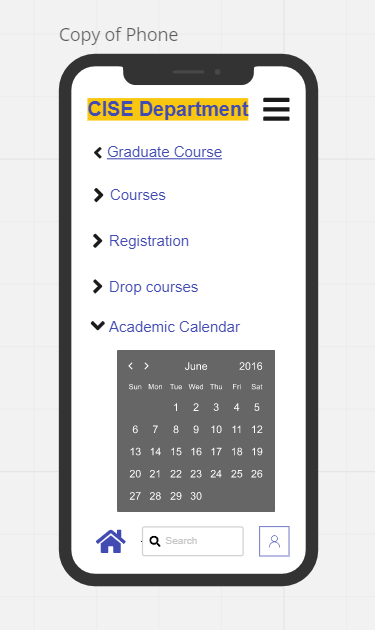 Copy of Phone
CISE Department
Graduate Course
Courses
Registration
Drop courses
Academic Calendar
June 2016
Sun Mon Tue Wed Thu Fri Sat
1 2 3 4 5
6 7 8 9 10 11 12
13 14 15 16 17 18 19
20 21 22 23 24 25 26
27 28 29 30
Search